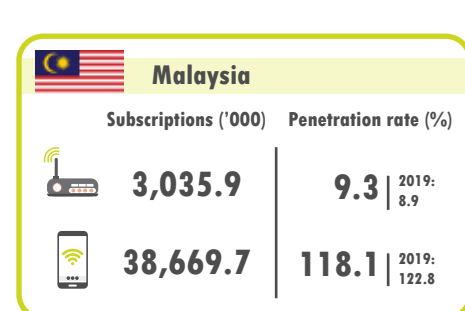 Malaysia
Subscriptions (’000) Penetration rate (%)
3,035.9 9.3 2019: 8.9
38,669.7 118.1 2019: 122.8